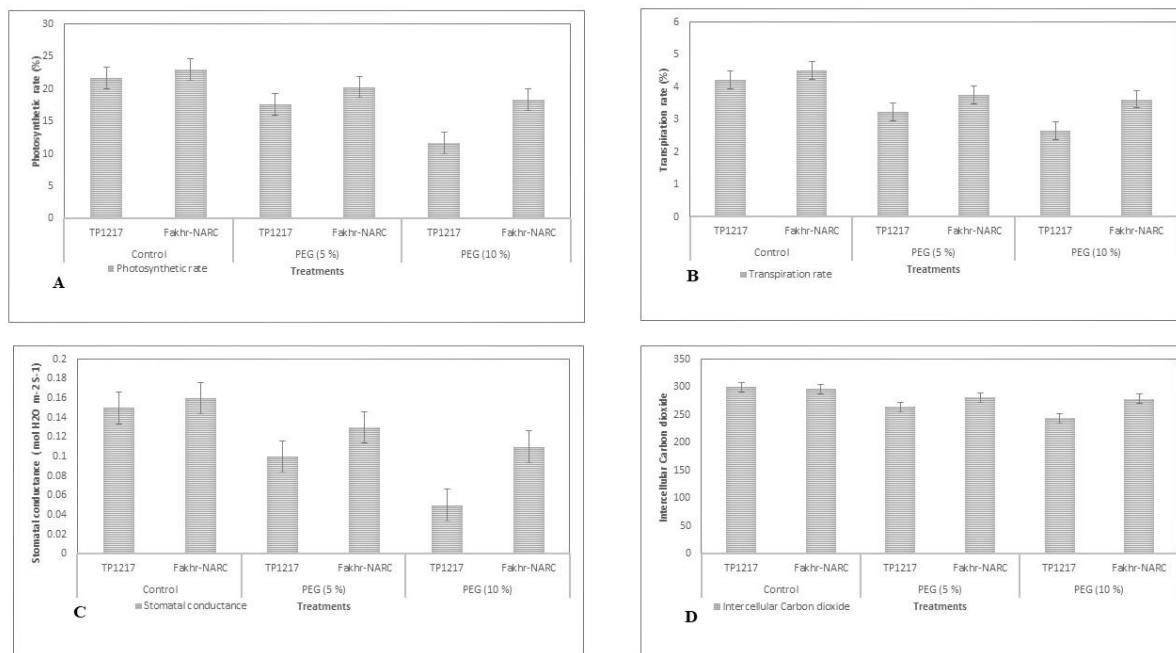 Photosynthetic rate (%)
30
25
20
15
10
5
0
TP1217 Fakhr-NARC TP1217 Fakhr-NARC TP1217 Fakhr-NARC
Control PEG (5 %) PEG (10 %)
Photosynthetic rate Treatments
A
Transpiration rate (%)
6
5
4
3
2
1
0
TP1217 Fakhr-NARC TP1217 Fakhr-NARC TP1217 Fakhr-NARC
Control PEG (5 %) PEG (10 %)
Transpiration rate Treatments
B
Stomatal conductance (mol H2O m-2 S-1)
0.2
0.18
0.16
0.14
0.12
0.1
0.08
0.06
0.04
0.02
0
TP1217 Fakhr-NARC TP1217 Fakhr-NARC TP1217 Fakhr-NARC
Control PEG (5 %) PEG (10 %)
Stomatal conductance Treatments
C
Intercellular Carbon dioxide
350
300
250
200
150
100
50
0
TP1217 Fakhr-NARC TP1217 Fakhr-NARC TP1217 Fakhr-NARC
Control PEG (5 %) PEG (10 %)
Intercellular Carbon dioxide Treatments
D